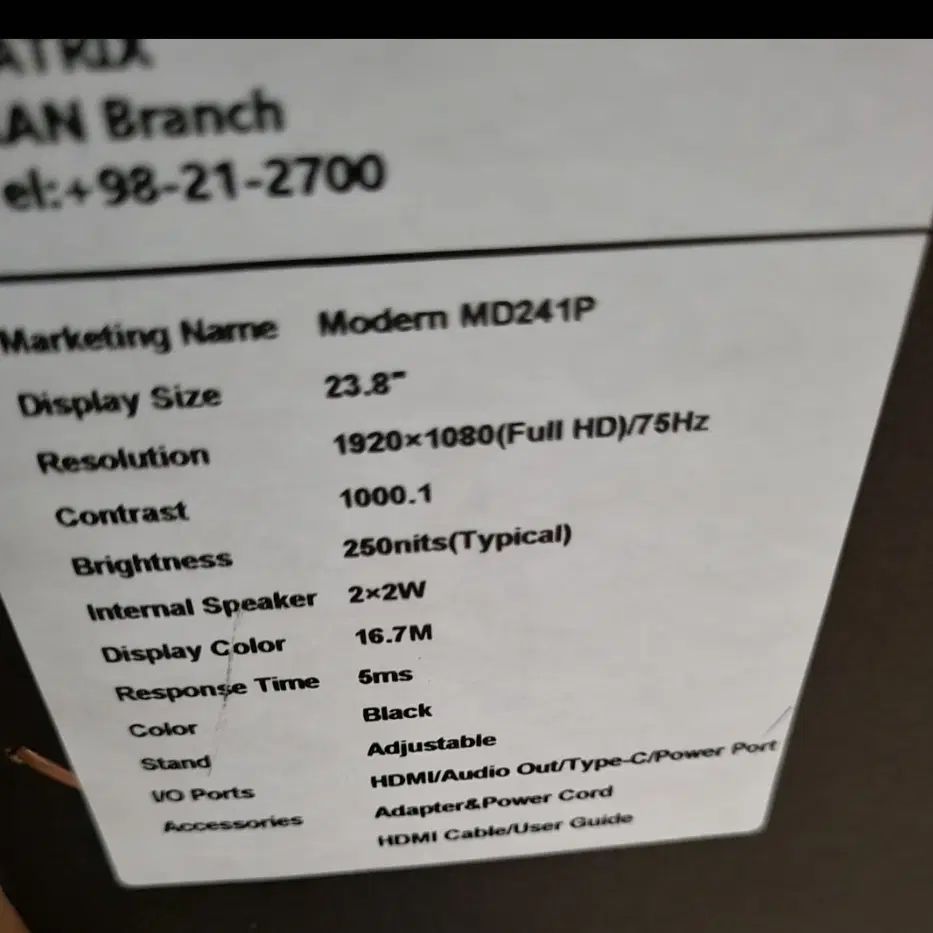 ATRIX
AN Branch
el:+98-21-2700
Marketing Name Modern MD241P
Display Size 23.8"
Resolution 1920×1080(Full HD)/75Hz
Contrast 1000.1
Brightness 250nits(Typical)
Internal Speaker 2×2W
Display Color 16.7M
Response Time 5ms
Color Black
Stand Adjustable
I/O Ports HDMI/Audio Out/Type-C/Power Port
Accessories Adapter&Power Cord
HDMI Cable/User Guide